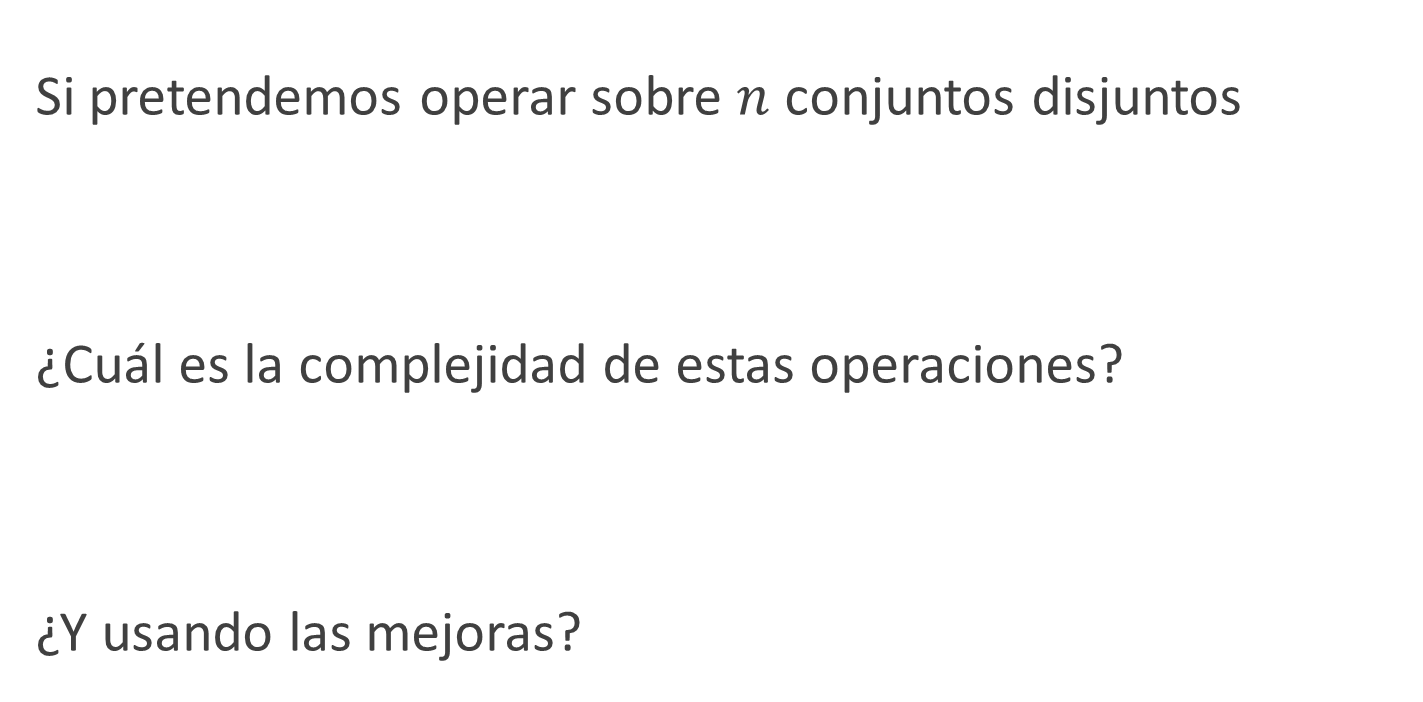 Si pretendemos operar sobre 𝑛 conjuntos disjuntos
¿Cuál es la complejidad de estas operaciones?
¿Y usando las mejoras?